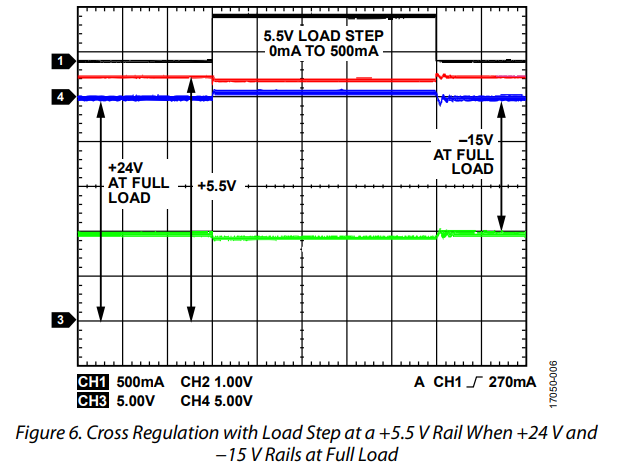 5.5V LOAD STEP
0mA TO 500mA
1
4
–15V
AT FULL
LOAD
+24V
AT FULL
LOAD
+5.5V
3
CH1 500mA CH2 1.00V
A CH1 270mA
CH3 5.00V CH4 5.00V
17050-006
Figure 6. Cross Regulation with Load Step at a +5.5 V Rail When +24 V and
−15 V Rails at Full Load